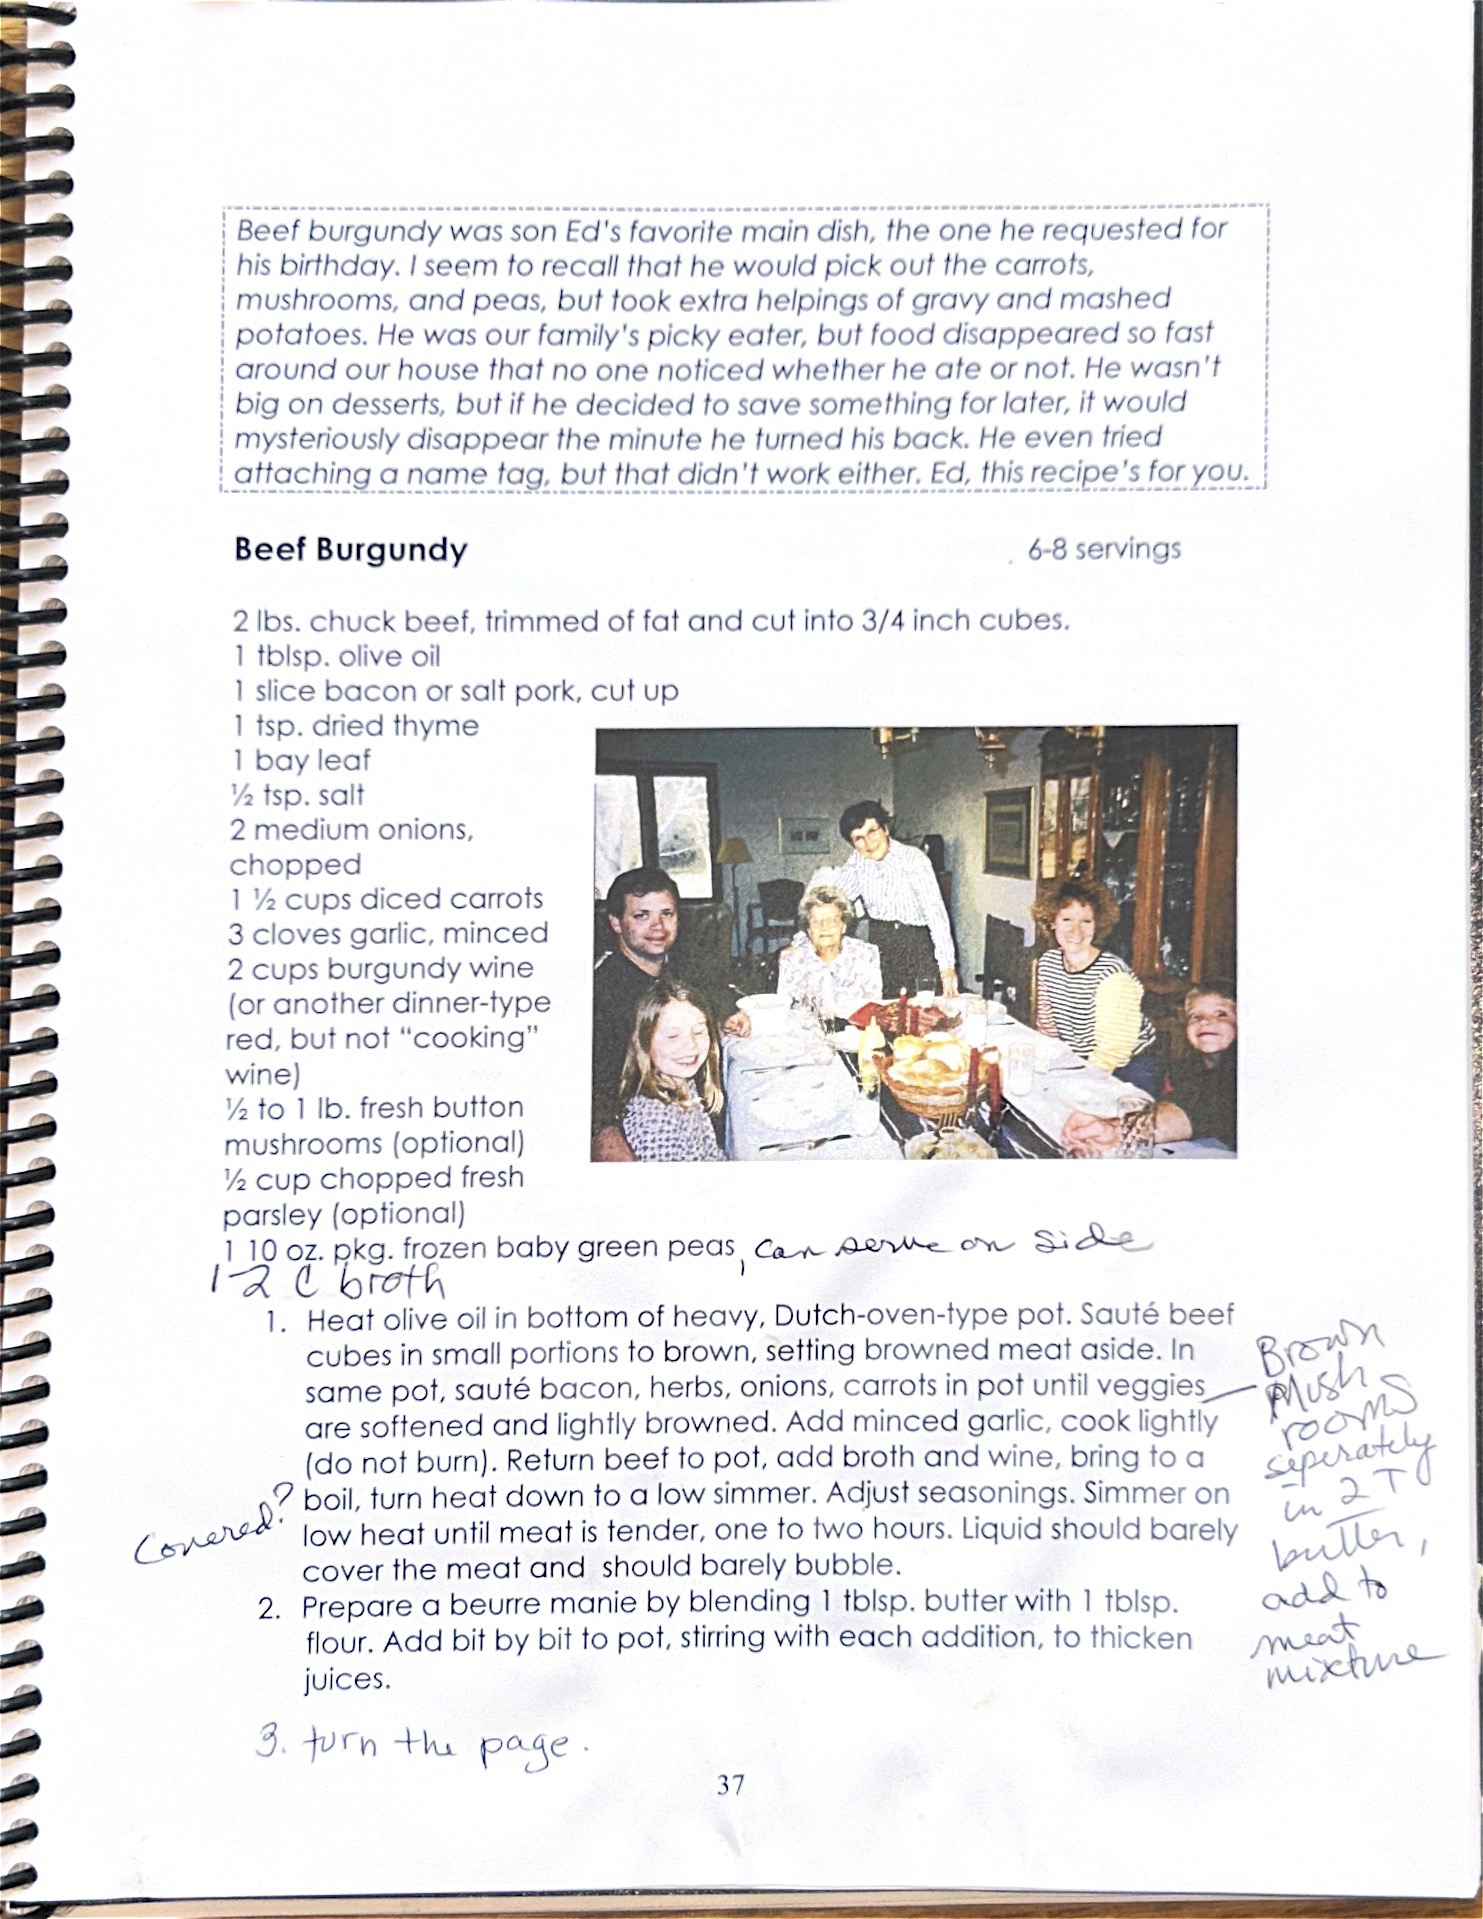 Beef burgundy was son Ed's favorite main dish, the one he requested for
his birthday. I seem to recall that he would pick out the carrots,
mushrooms, and peas, but took extra helpings of gravy and mashed
potatoes. He was our family's picky eater, but food disappeared so fast
around our house that no one noticed whether he ate or not. He wasn't
big on desserts, but if he decided to save something for later, it would
mysteriously disappear the minute he turned his back. He even tried
attaching a name tag, but that didn't work either. Ed, this recipe's for you.
Beef Burgundy 6-8 servings
2 lbs. chuck beef, trimmed of fat and cut into 3/4 inch cubes.
1 tblsp. olive oil
1 slice bacon or salt pork, cut up
1 tsp. dried thyme
1 bay leaf
½ tsp. salt
2 medium onions,
chopped
1 ½ cups diced carrots
3 cloves garlic, minced
2 cups burgundy wine
(or another dinner-type
red, but not "cooking"
wine)
½ to 1 lb. fresh button
mushrooms (optional)
½ cup chopped fresh
parsley (optional)
1 10 oz. pkg. frozen baby green peas, can serve on side
1-2 C broth
1. Heat olive oil in bottom of heavy, Dutch-oven-type pot. Sauté beef
cubes in small portions to brown, setting browned meat aside. In
same pot, sauté bacon, herbs, onions, carrots in pot until veggies
are softened and lightly browned. Add minced garlic, cook lightly
(do not burn). Return beef to pot, add broth and wine, bring to a
boil, turn heat down to a low simmer. Adjust seasonings. Simmer on
low heat until meat is tender, one to two hours. Liquid should barely
cover the meat and should barely bubble.
Covered?
Brown
Mush
rooms
seperately
in 2 T
butter,
add to
meat
mixture
2. Prepare a beurre manie by blending 1 tblsp. butter with 1 tblsp.
flour. Add bit by bit to pot, stirring with each addition, to thicken
juices.
3. turn the page.
37